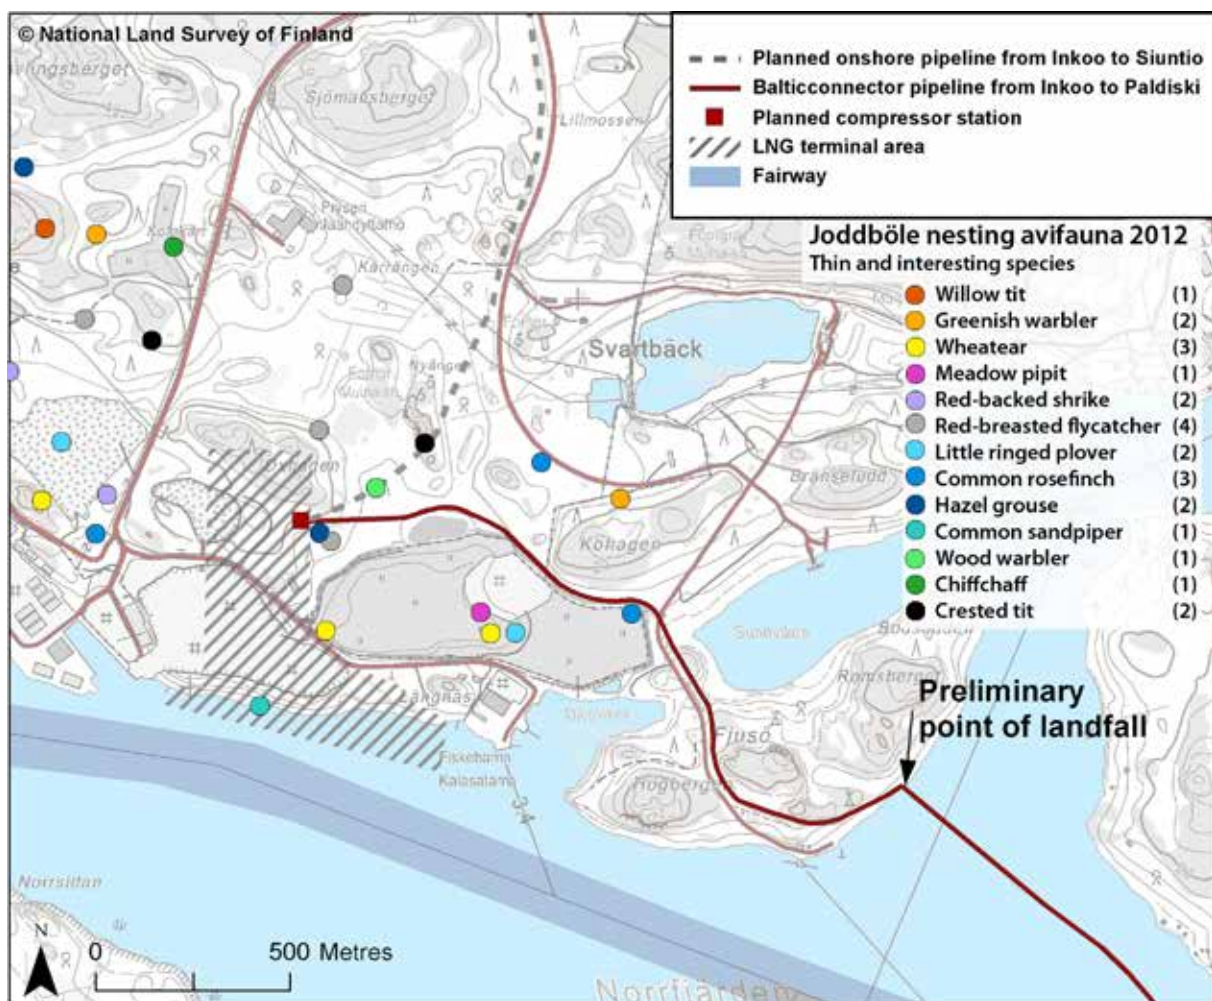 © National Land Survey of Finland
Planned onshore pipeline from Inkoo to Siuntio
Balticconnector pipeline from Inkoo to Paldiski
Planned compressor station
LNG terminal area
Fairway
Joddböle nesting avifauna 2012
Thin and interesting species
Willow tit (1)
Greenish warbler (2)
Wheatear (3)
Meadow pipit (1)
Red-backed shrike (2)
Red-breasted flycatcher (4)
Little ringed plover (2)
Common rosefinch (3)
Hazel grouse (2)
Common sandpiper (1)
Wood warbler (1)
Chiffchaff (1)
Crested tit (2)
Lillmossen
Kärrängen
Svartbäck
Nyängen
Kohagen
Fjusö
Preliminary
point of landfall
Fiskehamn
Kalasatama
3.4
Norrfjärden
N
0 500 Metres